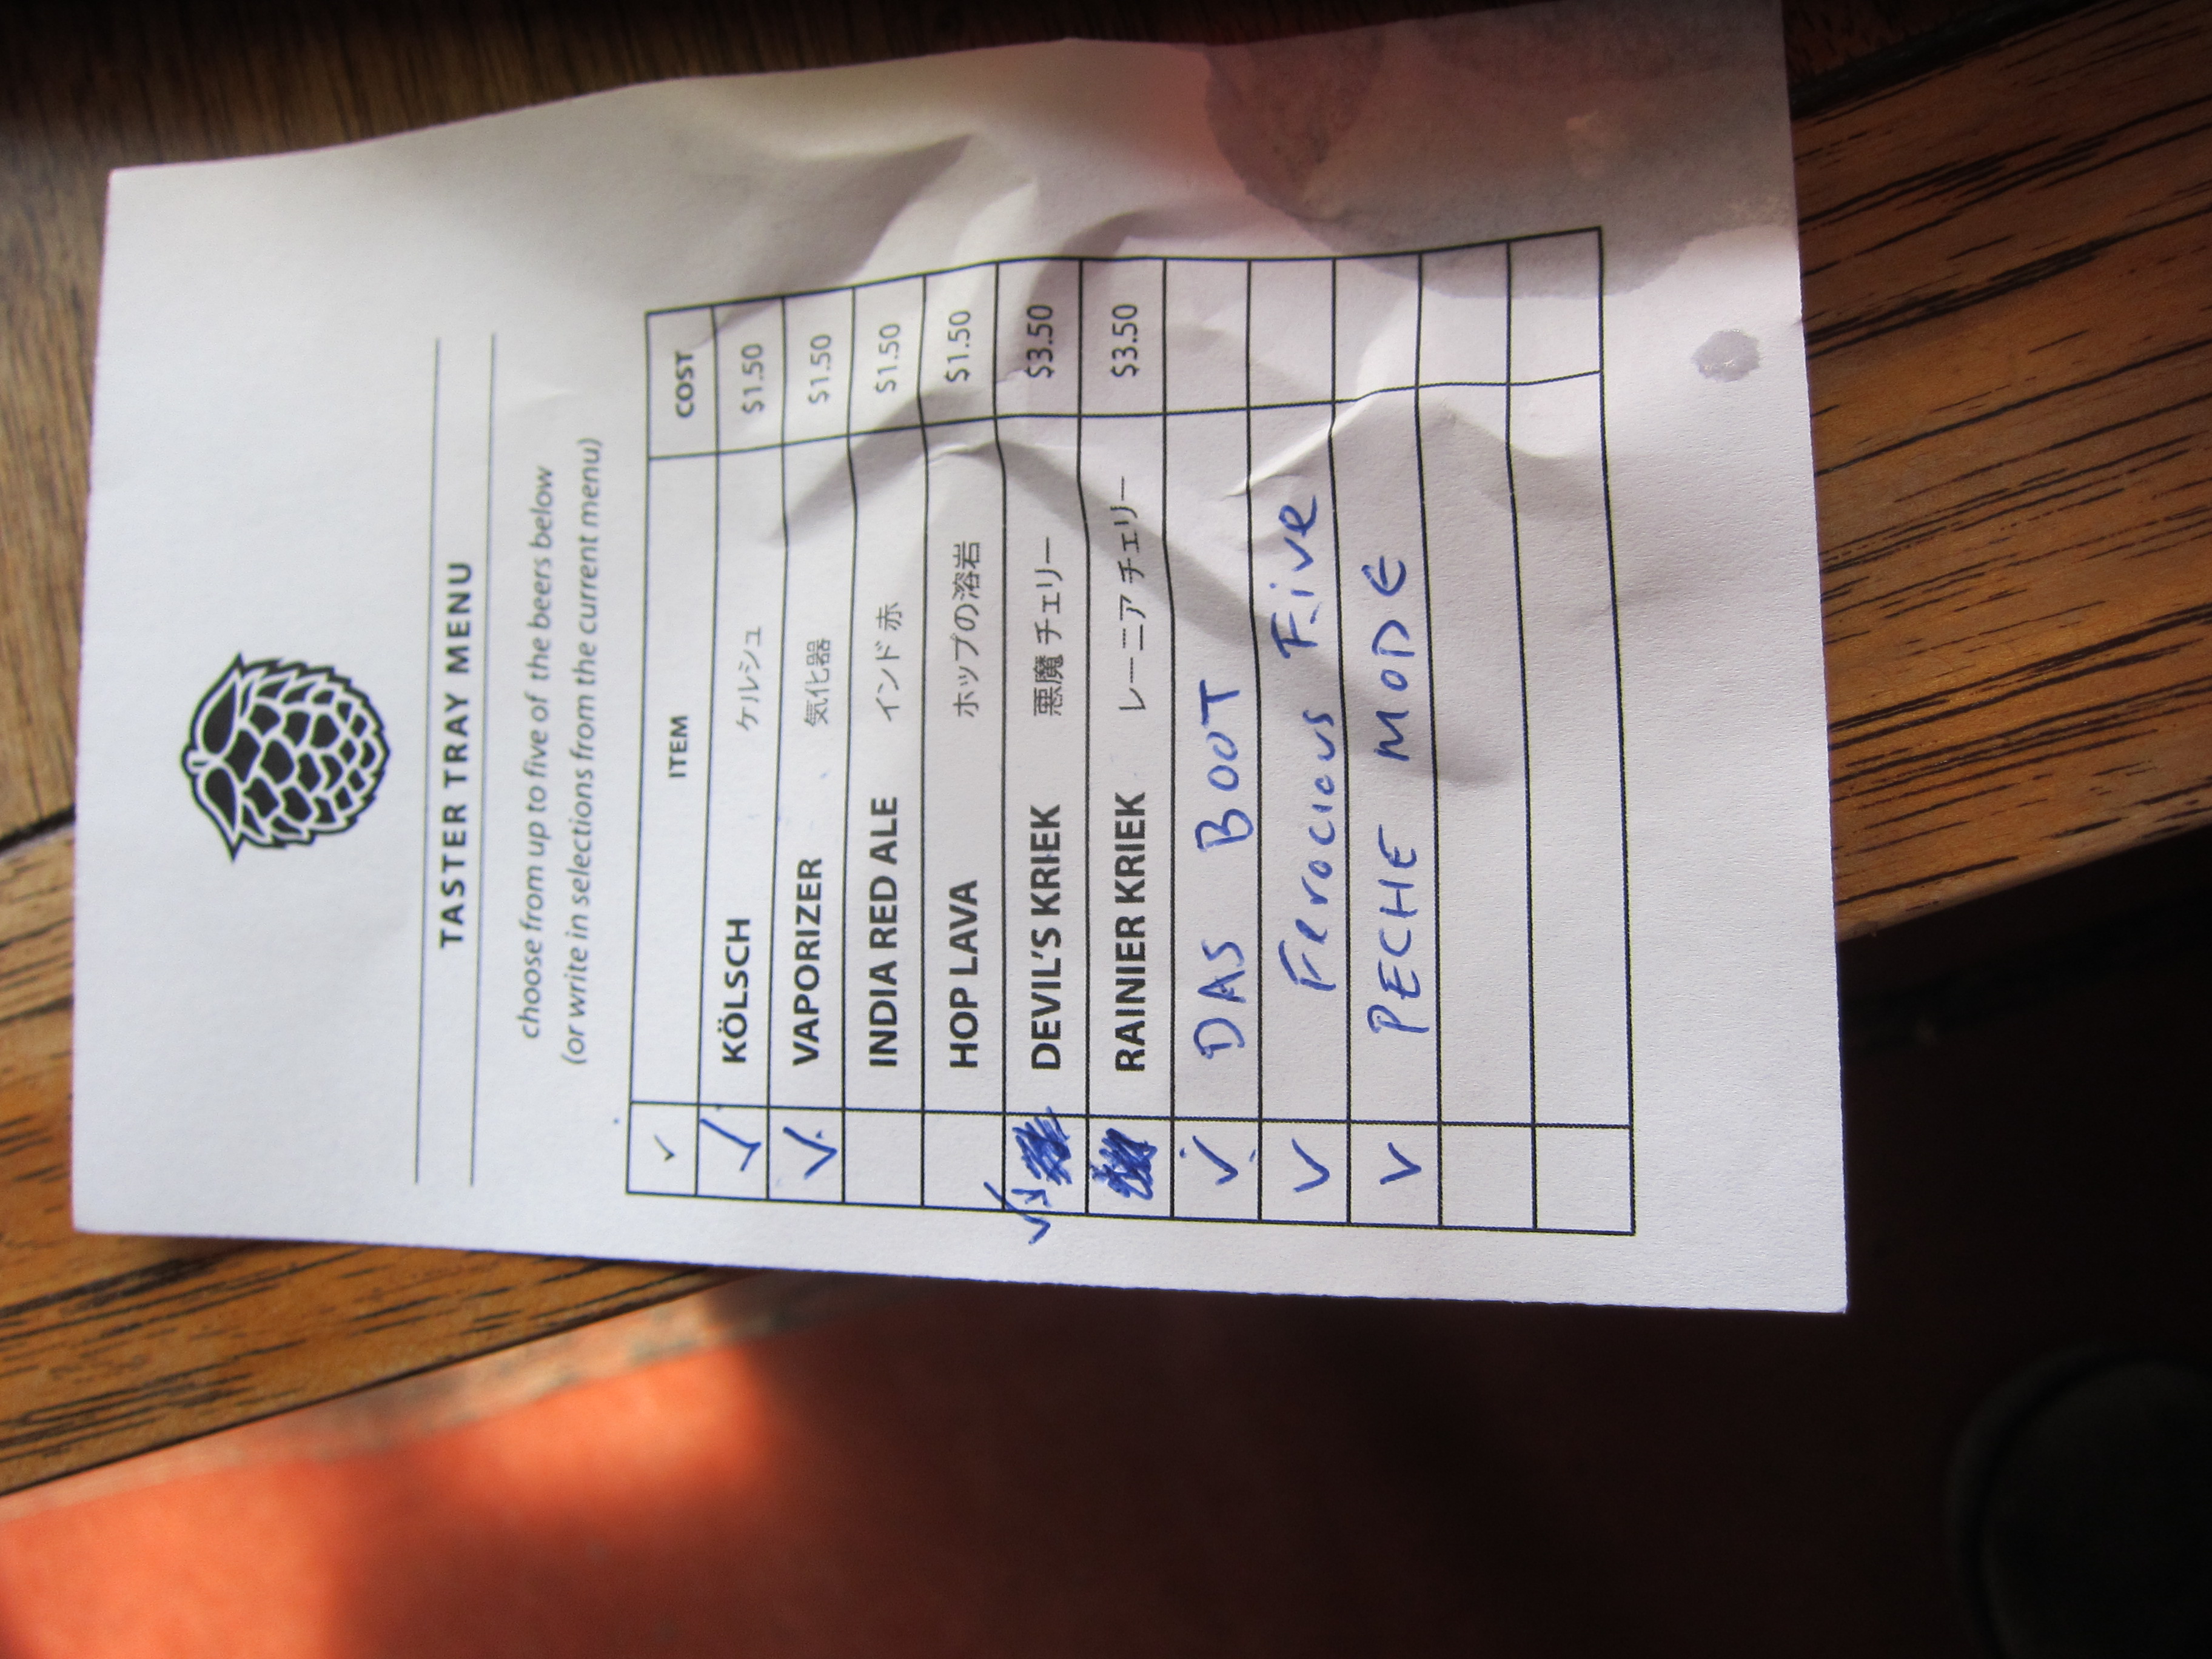 TASTER TRAY MENU
choose from up to five of the beers below
(or write in selections from the current menu)
✓ ITEM COST
✓ KÖLSCH ケルシュ $1.50
✓ VAPORIZER 気化器 $1.50
INDIA RED ALE インド 赤 $1.50
HOP LAVA ホップの溶岩 $1.50
✓ DEVIL'S KRIEK 悪魔 チェリー $3.50
RAINIER KRIEK レーニア チェリー $3.50
✓ DAS BOOT
✓ Ferocious Five
✓ PECHE MODE